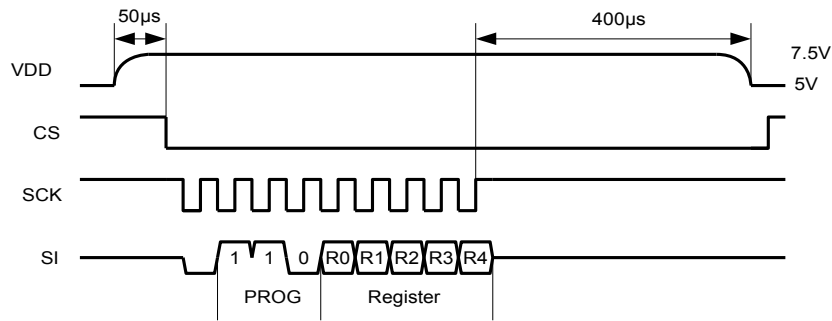 50µs
400µs
VDD
7.5V
5V
CS
SCK
SI
1 1 0 R0 R1 R2 R3 R4
PROG Register